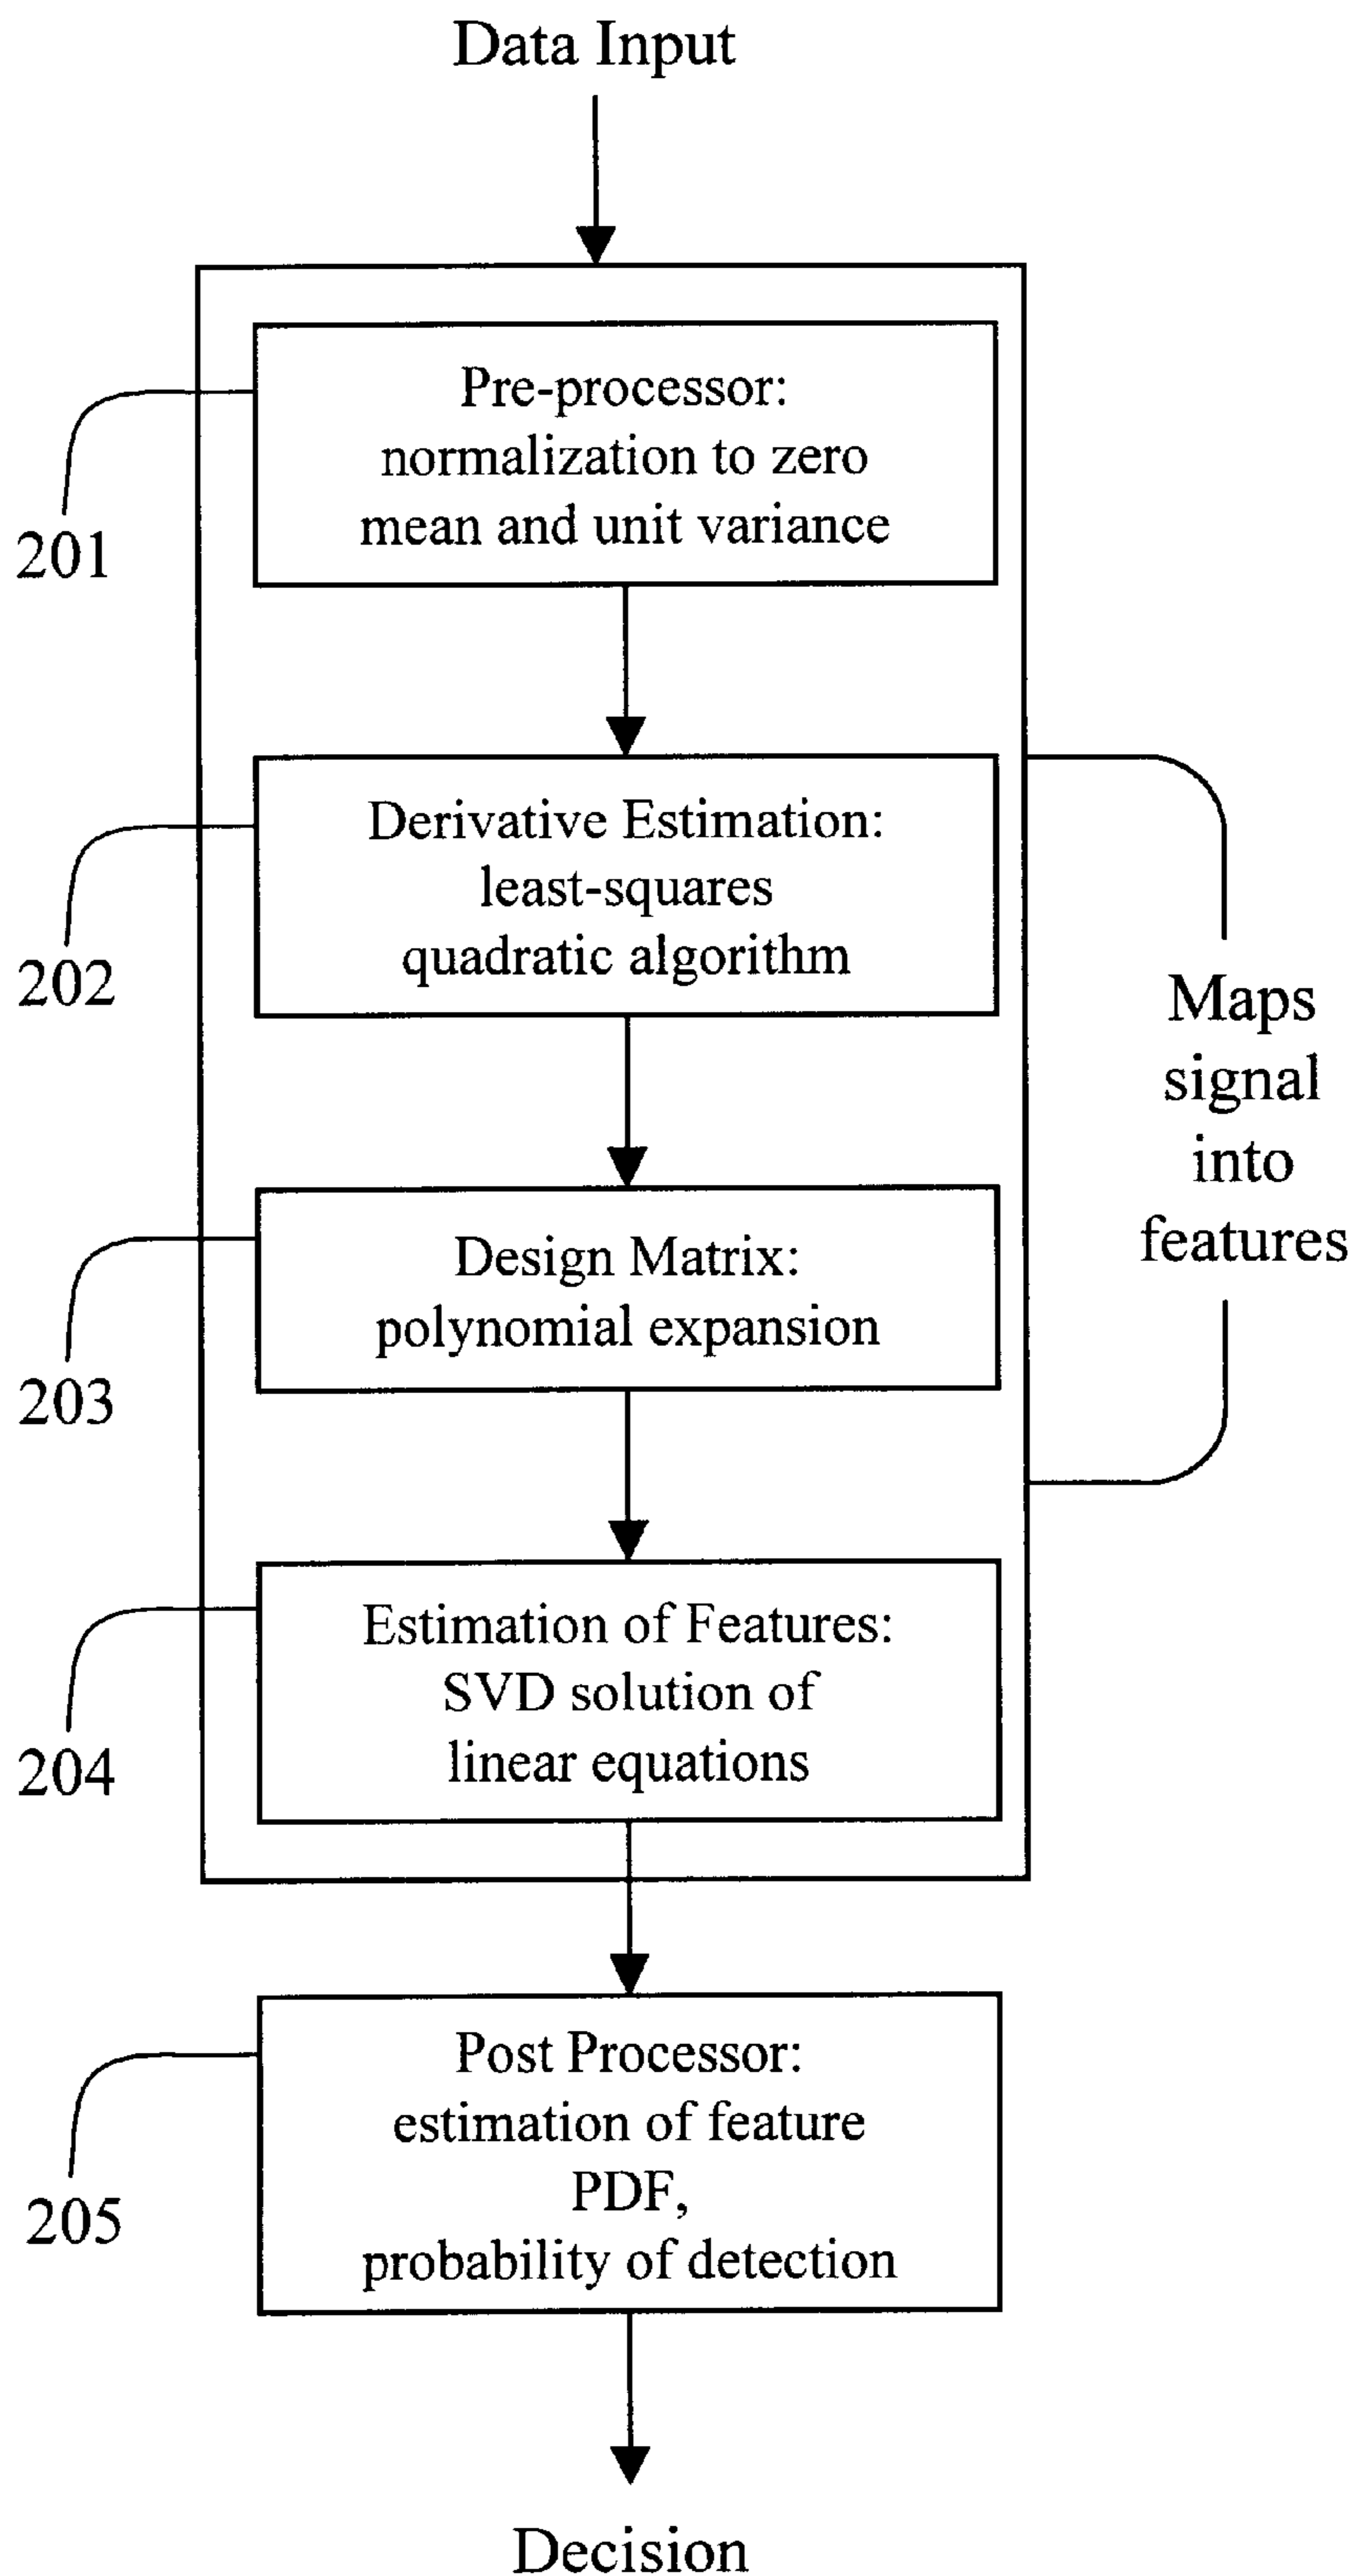 Data Input
Pre-processor:
normalization to zero
mean and unit variance
201
Derivative Estimation:
least-squares
quadratic algorithm
202
Maps
signal
into
features
Design Matrix:
polynomial expansion
203
Estimation of Features:
SVD solution of
linear equations
204
Post Processor:
estimation of feature
PDF,
probability of detection
205
Decision